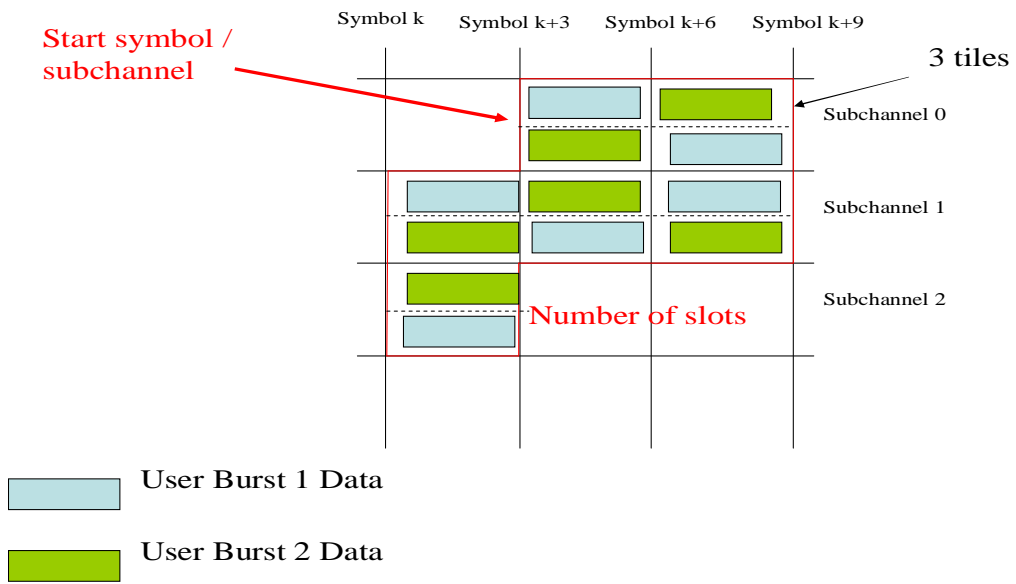 Symbol k
Symbol k+3
Symbol k+6
Symbol k+9
Start symbol /
subchannel
3 tiles
Subchannel 0
Subchannel 1
Subchannel 2
Number of slots
User Burst 1 Data
User Burst 2 Data